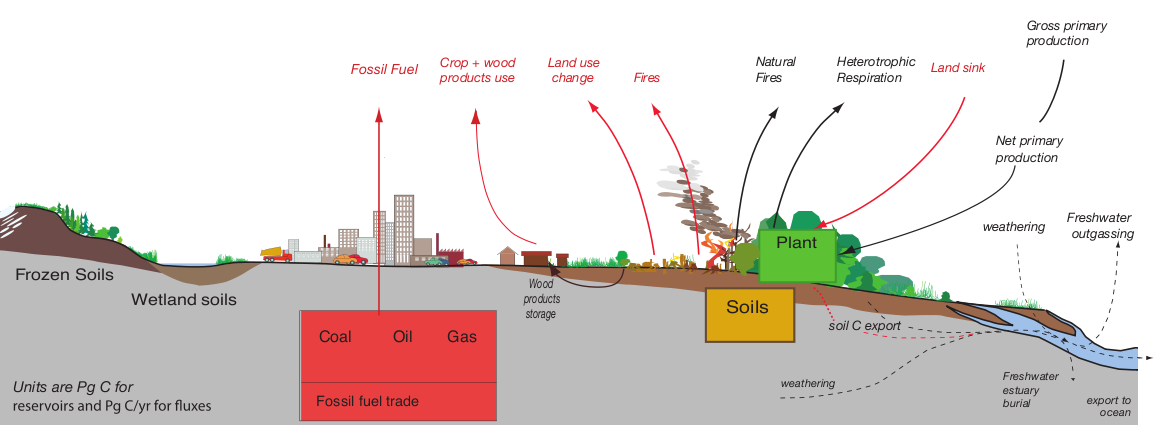 Gross primary
production
Fossil Fuel
Crop + wood
products use
Land use
change
Fires
Natural
Fires
Heterotrophic
Respiration
Land sink
Net primary
production
weathering
Freshwater
outgassing
Plant
Frozen Soils
Wetland soils
Wood
products
storage
Soils
soil C export
Coal
Oil
Gas
Fossil fuel trade
weathering
Freshwater
estuary
burial
export to
ocean
Units are Pg C for
reservoirs and Pg C/yr for fluxes